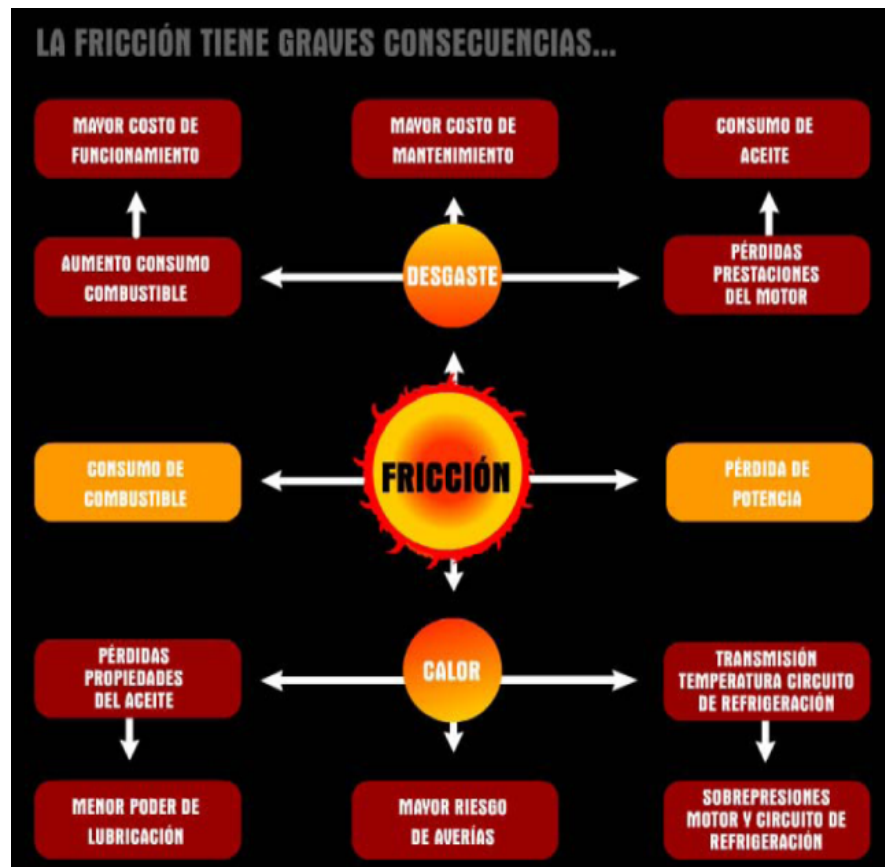 LA FRICCIÓN TIENE GRAVES CONSECUENCIAS...
MAYOR COSTO DE
FUNCIONAMIENTO
MAYOR COSTO DE
MANTENIMIENTO
CONSUMO DE
ACEITE
AUMENTO CONSUMO
COMBUSTIBLE
DESGASTE
PÉRDIDAS
PRESTACIONES
DEL MOTOR
CONSUMO DE
COMBUSTIBLE
FRICCIÓN
PÉRDIDA DE
POTENCIA
PÉRDIDAS
PROPIEDADES
DEL ACEITE
CALOR
TRANSMISIÓN
TEMPERATURA CIRCUITO
DE REFRIGERACIÓN
MENOR PODER DE
LUBRICACIÓN
MAYOR RIESGO
DE AVERÍAS
SOBREPRESIONES
MOTOR Y CIRCUITO DE
REFRIGERACIÓN